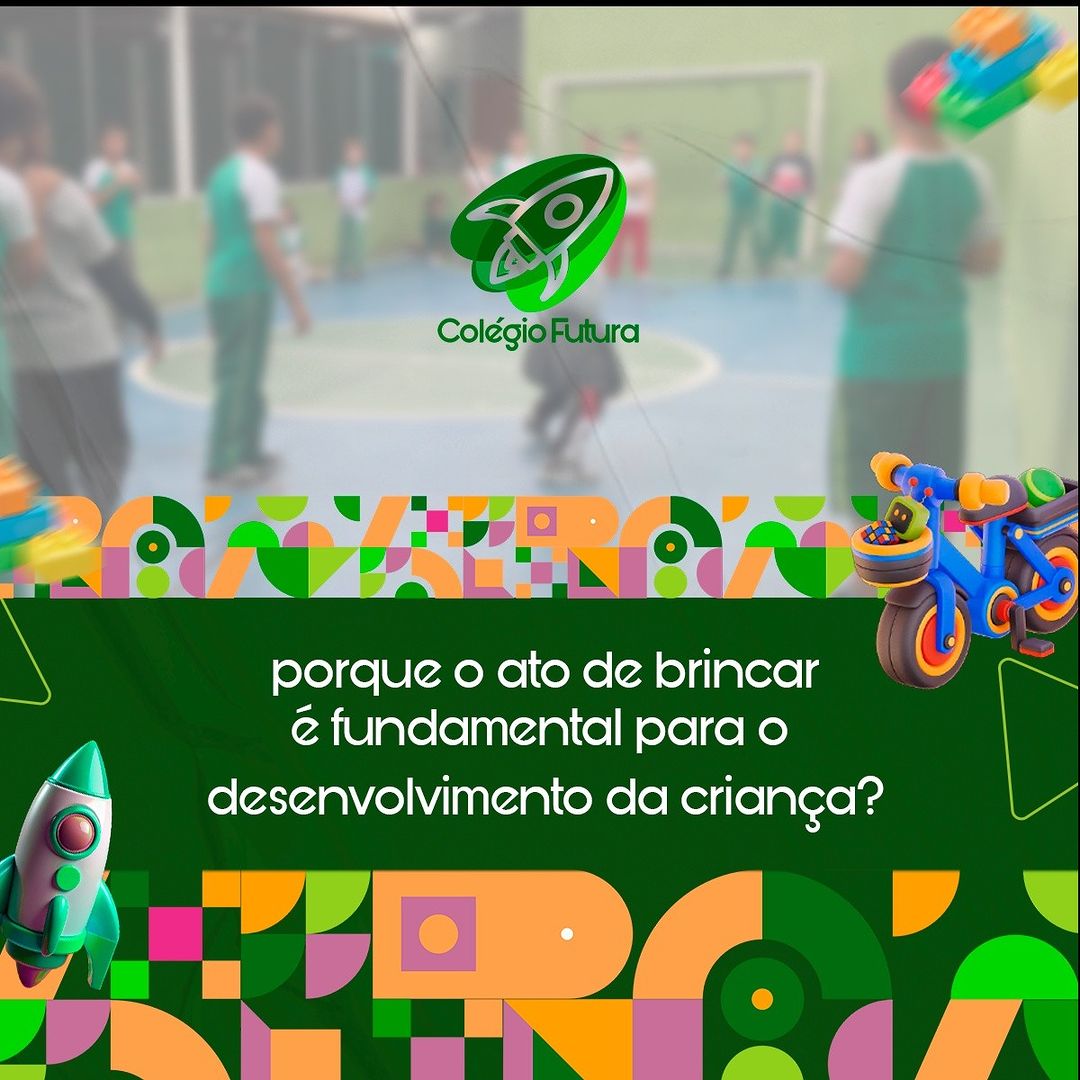 Colégio Futura
porque o ato de brincar
é fundamental para o
desenvolvimento da criança?